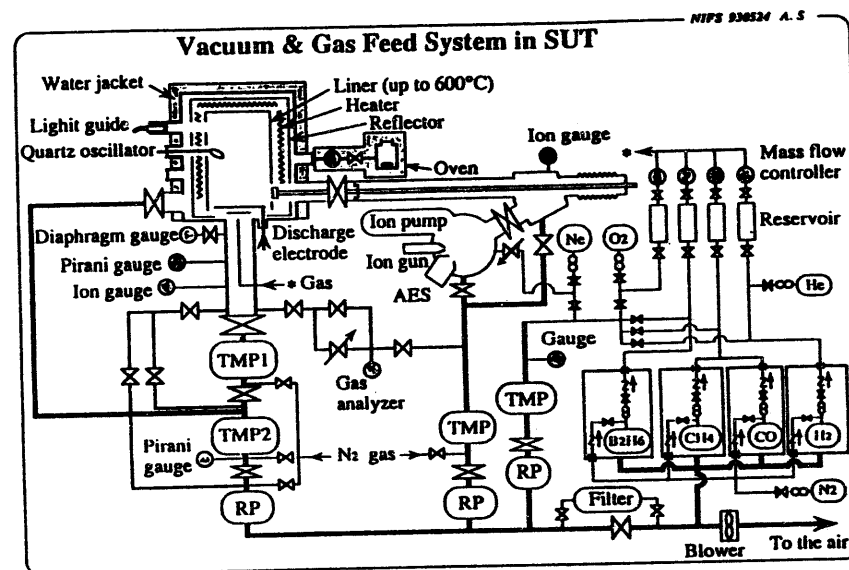 NIFS 930524 A. S
Vacuum & Gas Feed System in SUT
Water jacket
Liner (up to 600°C)
Heater
Reflector
Lighit guide
Quartz oscillator
Oven
Ion gauge
*
Mass flow
controller
Reservoir
Diaphragm gauge
Pirani gauge
Ion gauge
Discharge
electrode
* Gas
Ion pump
Ion gun
AES
Ne
O2
He
Gauge
Gas
analyzer
TMP1
TMP2
Pirani
gauge
N2 gas
RP
TMP
RP
TMP
RP
B2H6
CH4
CO
H2
N2
Filter
Blower
To the air